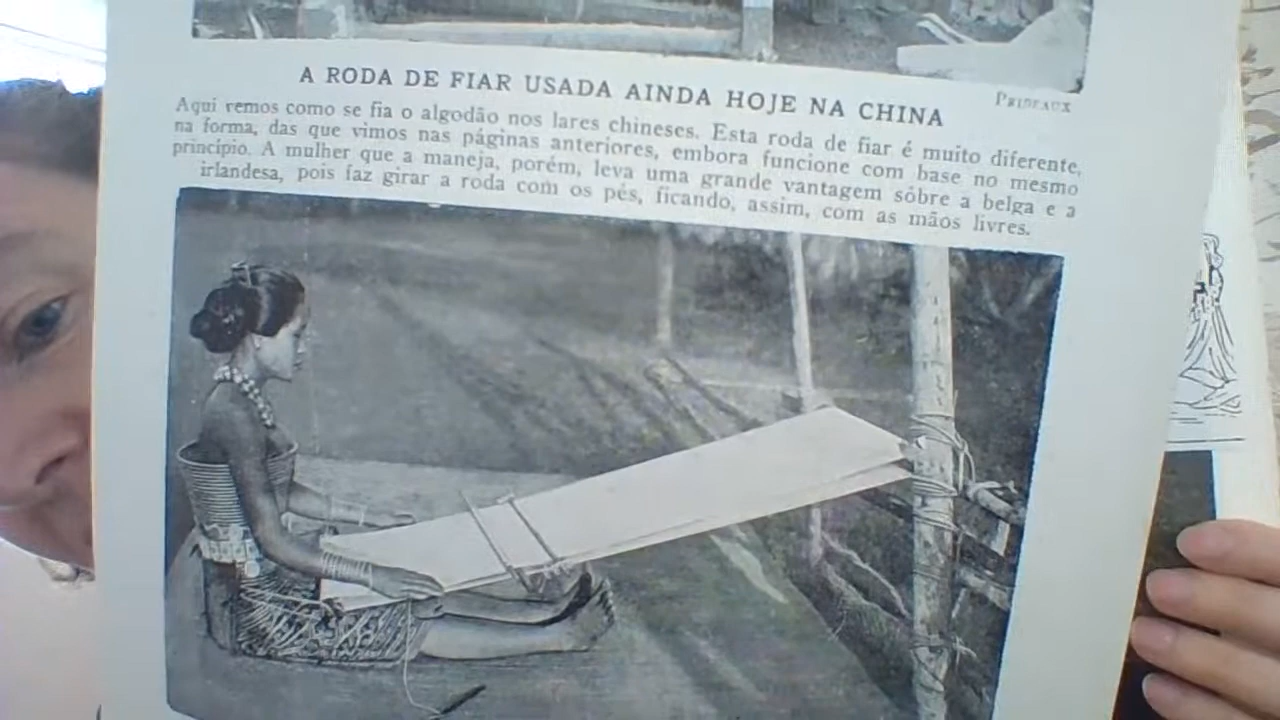 PRIDEAUX
A RODA DE FIAR USADA AINDA HOJE NA CHINA
Aqui vemos como se fia o algodão nos lares chineses. Esta roda de fiar é muito diferente,
na forma, das que vimos nas páginas anteriores, embora funcione com base no mesmo
princípio. A mulher que a maneja, porém, leva uma grande vantagem sôbre a belga e a
irlandesa, pois faz girar a roda com os pés, ficando, assim, com as mãos livres.